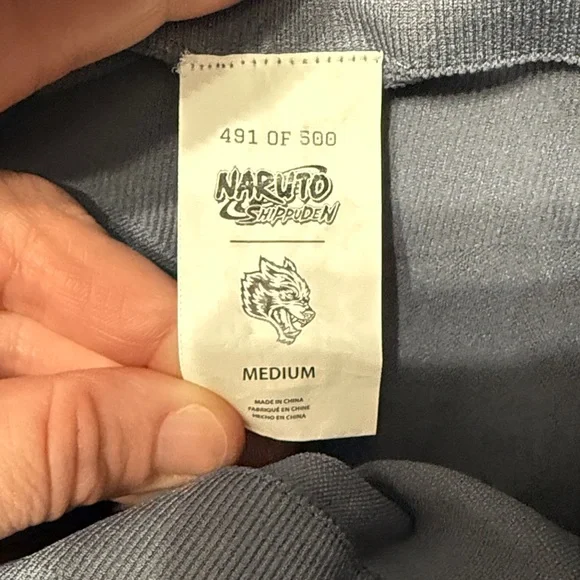 491 OF 500
NARUTO
SHIPPUDEN
MEDIUM
MADE IN CHINA
FABRIQUÉ EN CHINE
HECHO EN CHINA